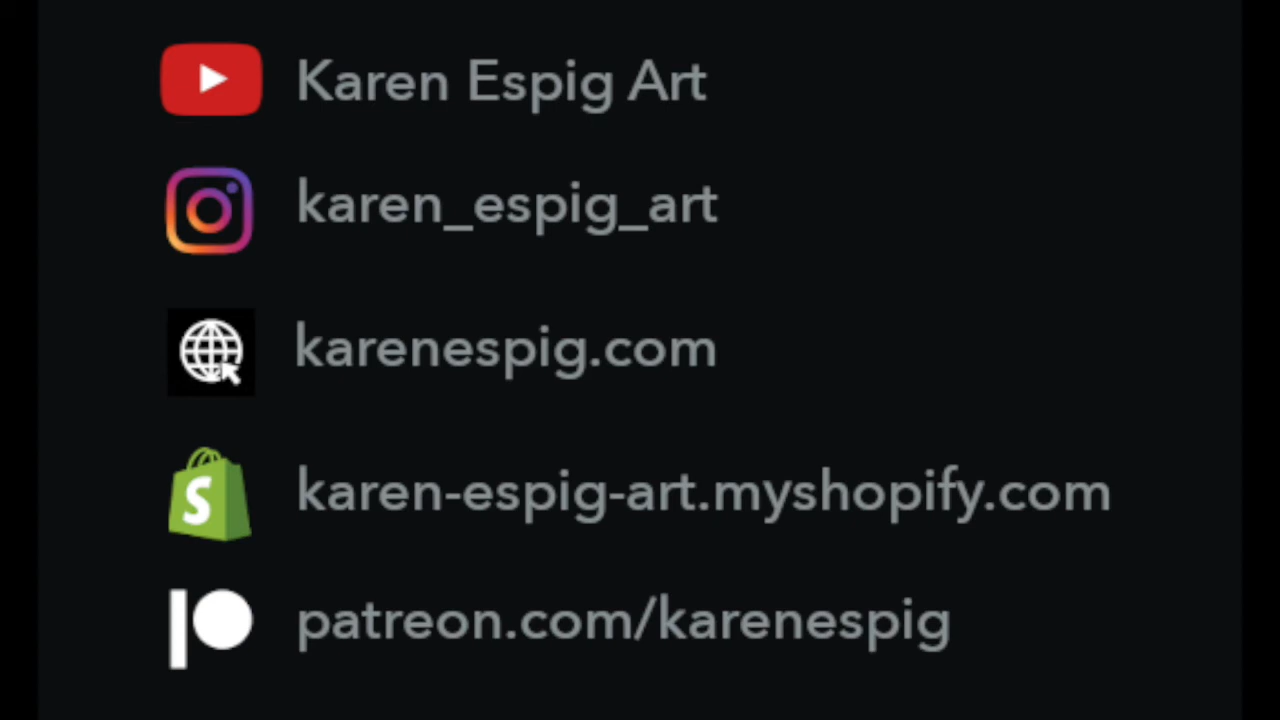 Karen Espig Art
karen_espig_art
karenespig.com
karen-espig-art.myshopify.com
patreon.com/karenespig